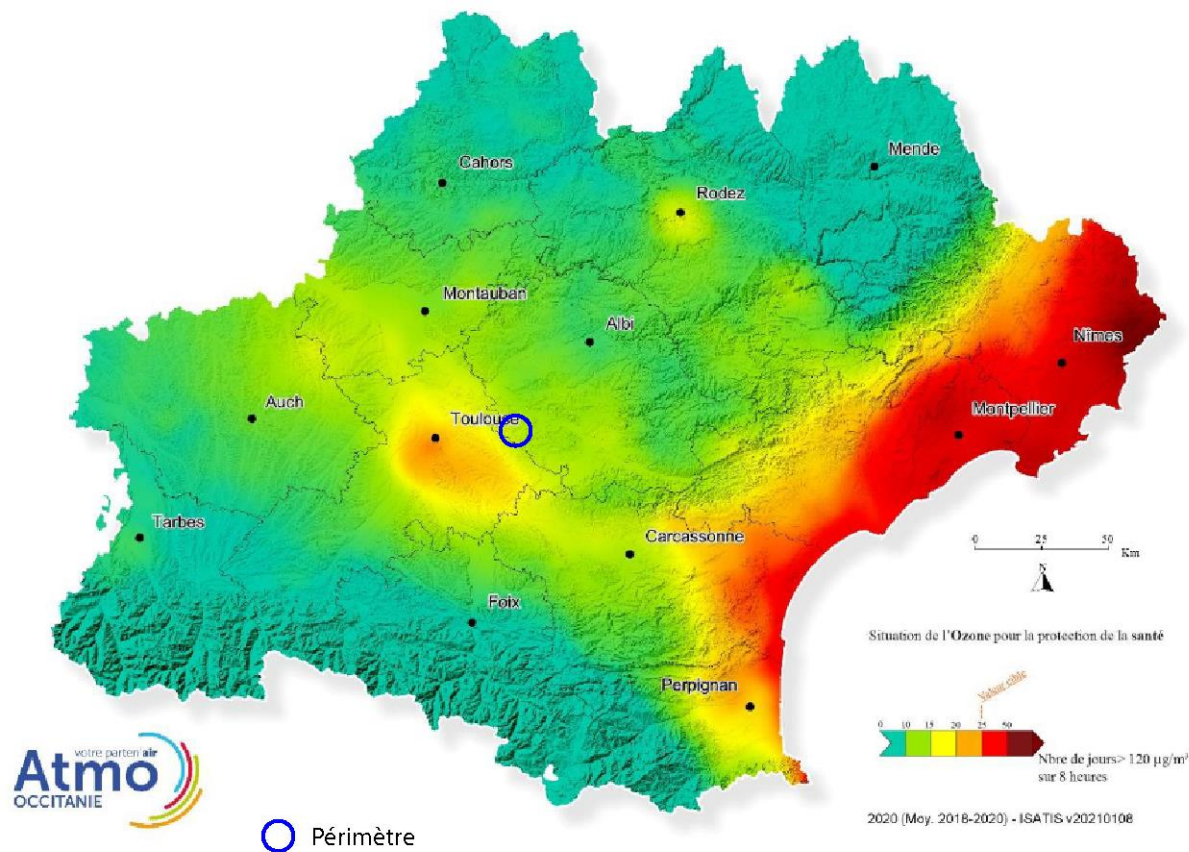 Cahors
Mende
Rodez
Montauban
Albi
Nîmes
Auch
Toulouse
Montpellier
Tarbes
Carcassonne
0 25 50
Km
N
Foix
Situation de l'Ozone pour la protection de la santé
Perpignan
Valeur cible
0 10 15 20 25 50
Nbre de jours> 120 µg/m³
sur 8 heures
votre parten'air
Atmo
OCCITANIE
2020 (Moy. 2018-2020) - ISATIS v20210108
Périmètre